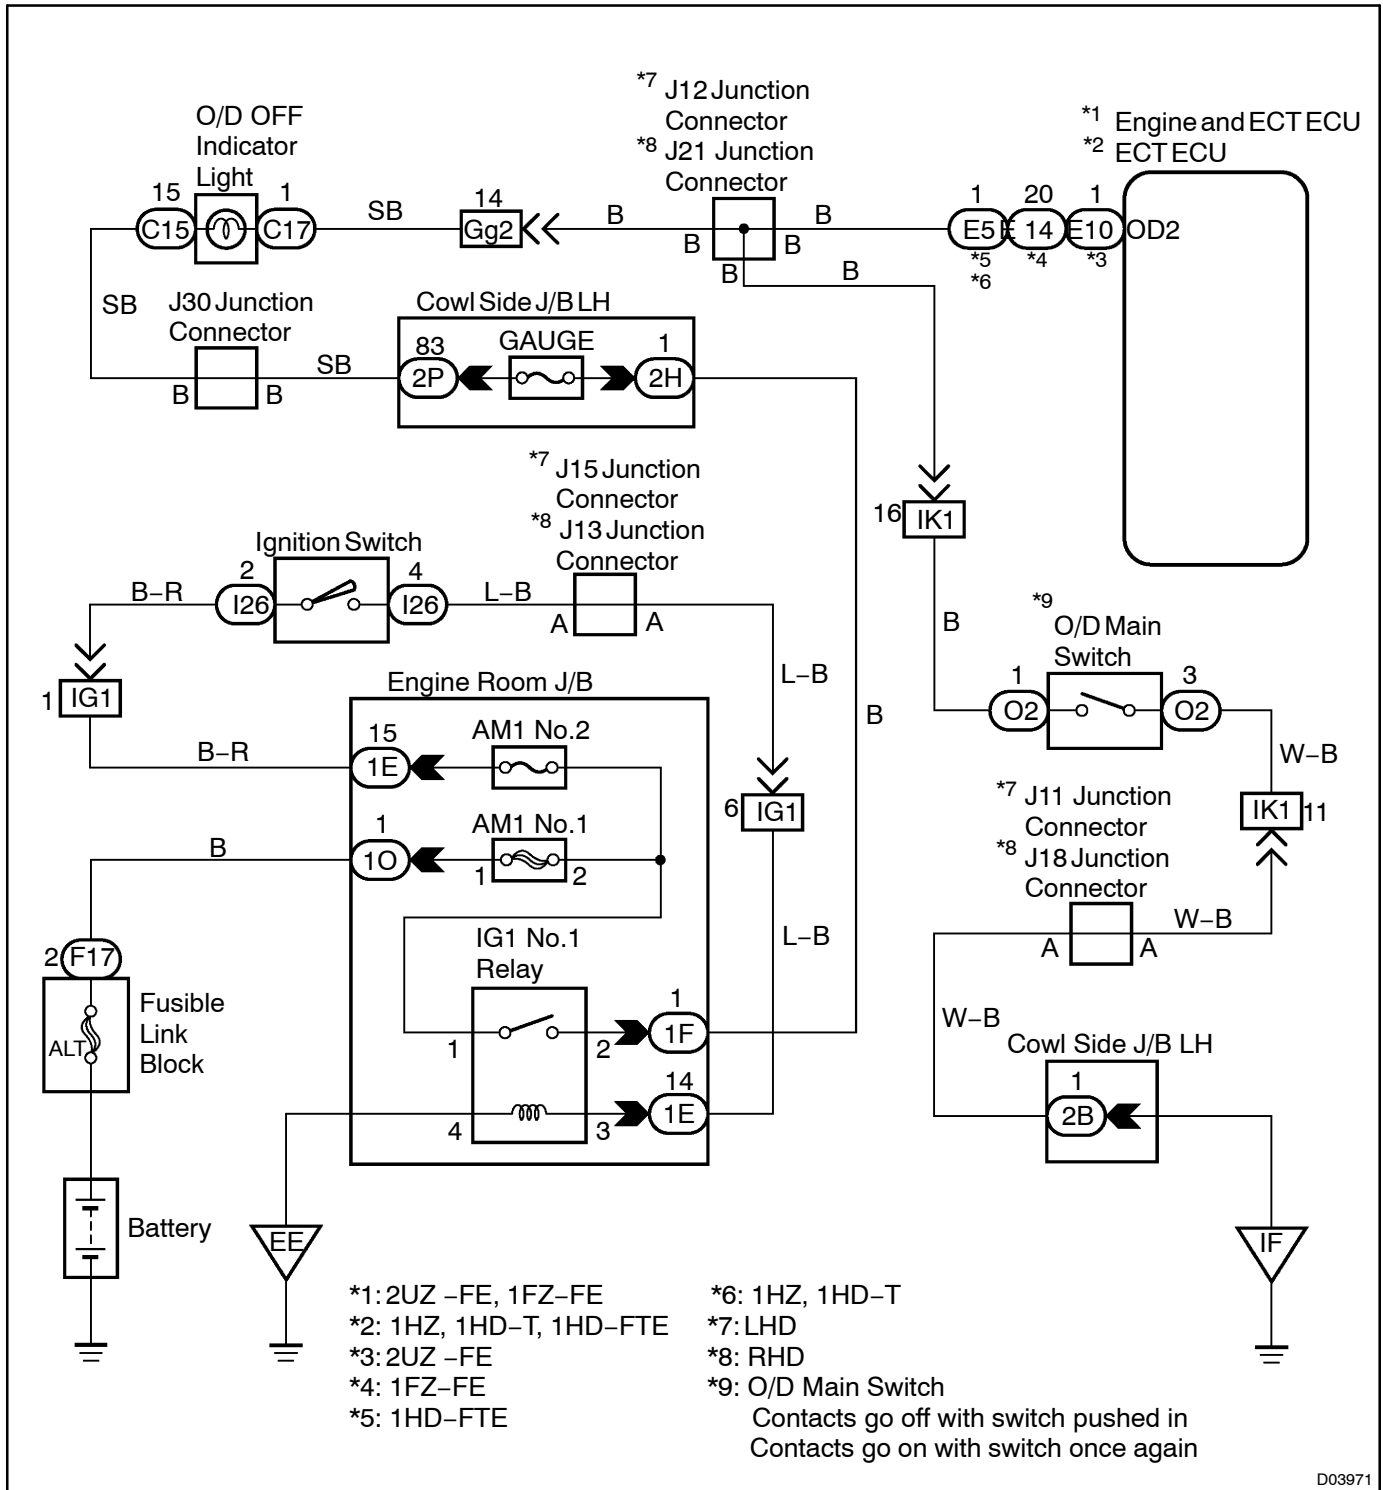 *7 J12 Junction
Connector
*8 J21 Junction
Connector
*1 Engine and ECT ECU
*2 ECT ECU
O/D OFF
Indicator
Light
15
1
C15
C17
SB
14
Gg2
B
B
B
B
B
B
1
20
1
E5
E 14
E10
OD2
*5
*6
*4
*3
SB
J30 Junction
Connector
B
B
SB
Cowl Side J/B LH
83
GAUGE
1
2P
2H
*7 J15 Junction
Connector
*8 J13 Junction
Connector
16
IK1
Ignition Switch
2
4
B–R
I26
I26
L–B
A
A
B
*9
O/D Main
Switch
1
3
O2
O2
1
IG1
L–B
B
W–B
Engine Room J/B
15
AM1 No.2
B–R
1E
6
IG1
*7 J11 Junction
Connector
*8 J18 Junction
Connector
IK1
11
1
AM1 No.1
B
1O
1
2
L–B
W–B
A
A
2
F17
IG1 No.1
Relay
ALT
Fusible
Link
Block
1
2
1
1F
W–B
Cowl Side J/B LH
14
1E
4
3
1
2B
Battery
EE
IF
*1: 2UZ –FE, 1FZ–FE
*2: 1HZ, 1HD–T, 1HD–FTE
*3: 2UZ –FE
*4: 1FZ–FE
*5: 1HD–FTE
*6: 1HZ, 1HD–T
*7: LHD
*8: RHD
*9: O/D Main Switch
Contacts go off with switch pushed in
Contacts go on with switch once again
D03971